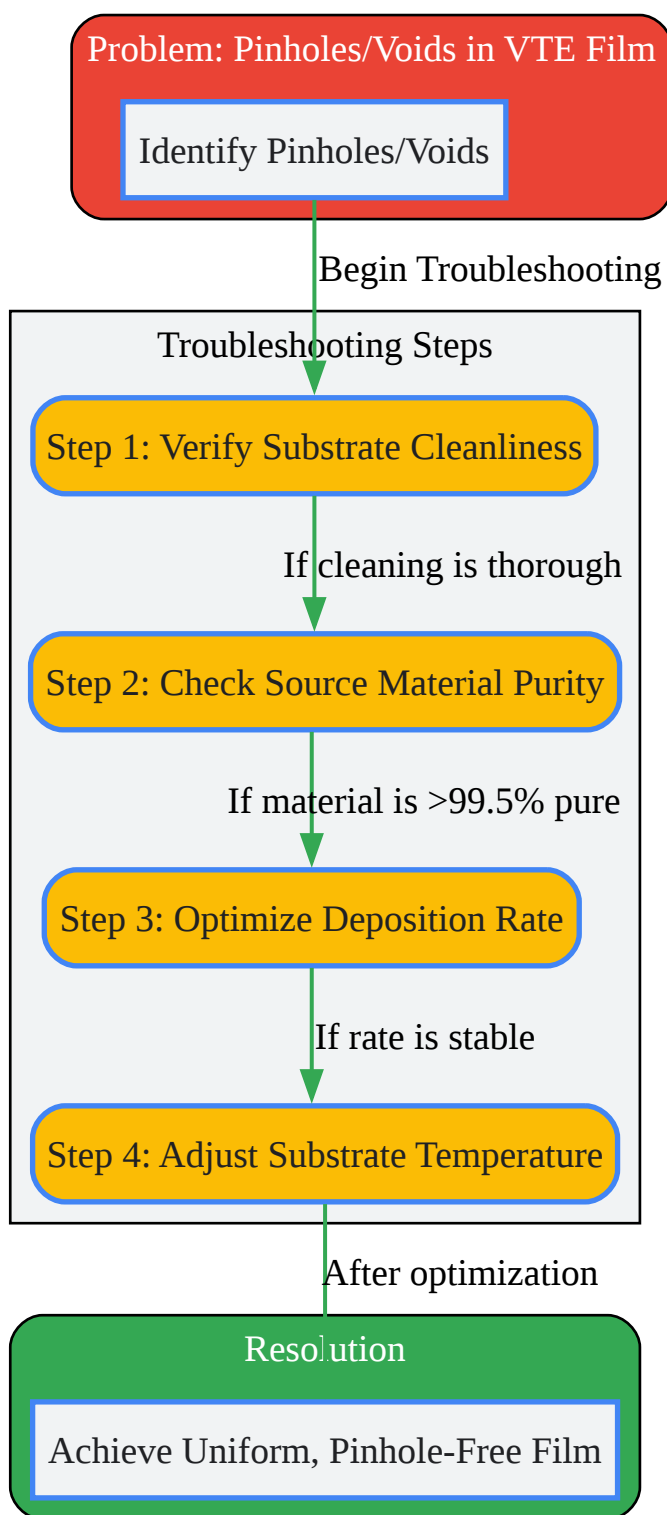 Problem: Pinholes/Voids in VTE Film
Identify Pinholes/Voids
Begin Troubleshooting
Troubleshooting Steps
Step 1: Verify Substrate Cleanliness
If cleaning is thorough
Step 2: Check Source Material Purity
If material is >99.5% pure
Step 3: Optimize Deposition Rate
If rate is stable
Step 4: Adjust Substrate Temperature
After optimization
Resolution
Achieve Uniform, Pinhole-Free Film